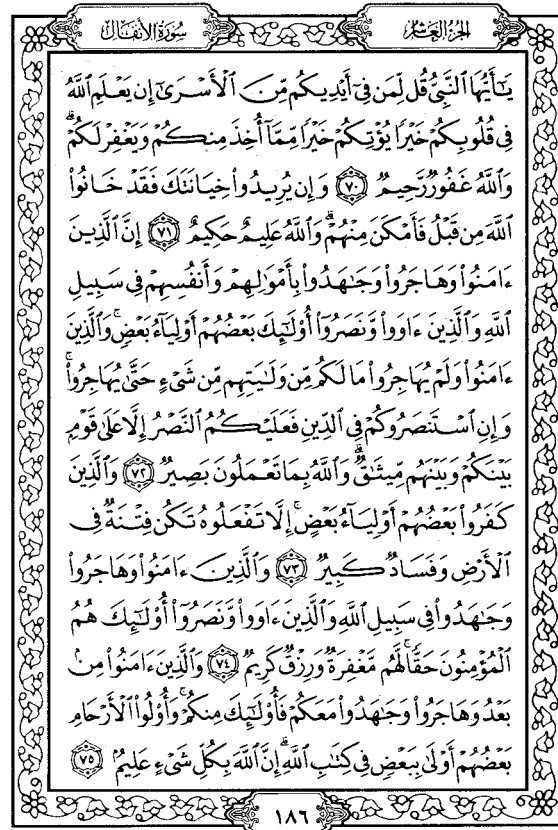 الجزء العاشر
سورة الأنفال
يَـٰٓأَيُّهَا ٱلنَّبِىُّ قُل لِّمَن فِىٓ أَيْدِيكُم مِّنَ ٱلْأَسْرَىٰٓ إِن يَعْلَمِ ٱللَّهُ
فِى قُلُوبِكُمْ خَيْرًا يُؤْتِكُمْ خَيْرًا مِّمَّآ أُخِذَ مِنكُمْ وَيَغْفِرْ لَكُمْ ۗ
وَٱللَّهُ غَفُورٌ رَّحِيمٌ ٧٠ وَإِن يُرِيدُوا۟ خِيَانَتَكَ فَقَدْ خَانُوا۟
ٱللَّهَ مِن قَبْلُ فَأَمْكَنَ مِنْهُمْ ۗ وَٱللَّهُ عَلِيمٌ حَكِيمٌ ٧١ إِنَّ ٱلَّذِينَ
ءَامَنُوا۟ وَهَاجَرُوا۟ وَجَـٰهَدُوا۟ بِأَمْوَٰلِهِمْ وَأَنفُسِهِمْ فِى سَبِيلِ
ٱللَّهِ وَٱلَّذِينَ ءَاوَوا۟ وَّنَصَرُوٓا۟ أُو۟لَـٰٓئِكَ بَعْضُهُمْ أَوْلِيَآءُ بَعْضٍ ۚ وَٱلَّذِينَ
ءَامَنُوا۟ وَلَمْ يُهَاجِرُوا۟ مَا لَكُم مِّن وَلَـٰيَتِهِم مِّن شَىْءٍ حَتَّىٰ يُهَاجِرُوا۟ ۚ
وَإِنِ ٱسْتَنصَرُوكُمْ فِى ٱلدِّينِ فَعَلَيْكُمُ ٱلنَّصْرُ إِلَّا عَلَىٰ قَوْمٍۭ
بَيْنَكُمْ وَبَيْنَهُم مِّيثَـٰقٌ ۗ وَٱللَّهُ بِمَا تَعْمَلُونَ بَصِيرٌ ٧٢ وَٱلَّذِينَ
كَفَرُوا۟ بَعْضُهُمْ أَوْلِيَآءُ بَعْضٍ ۚ إِلَّا تَفْعَلُوهُ تَكُن فِتْنَةٌ فِى
ٱلْأَرْضِ وَفَسَادٌ كَبِيرٌ ٧٣ وَٱلَّذِينَ ءَامَنُوا۟ وَهَاجَرُوا۟
وَجَـٰهَدُوا۟ فِى سَبِيلِ ٱللَّهِ وَٱلَّذِينَ ءَاوَوا۟ وَّنَصَرُوٓا۟ أُو۟لَـٰٓئِكَ هُمُ
ٱلْمُؤْمِنُونَ حَقًّا ۚ لَّهُم مَّغْفِرَةٌ وَرِزْقٌ كَرِيمٌ ٧٤ وَٱلَّذِينَ ءَامَنُوا۟ مِنۢ
بَعْدُ وَهَاجَرُوا۟ وَجَـٰهَدُوا۟ مَعَكُمْ فَأُو۟لَـٰٓئِكَ مِنكُمْ ۚ وَأُو۟لُوا۟ ٱلْأَرْحَامِ
بَعْضُهُمْ أَوْلَىٰ بِبَعْضٍ فِى كِتَـٰبِ ٱللَّهِ ۗ إِنَّ ٱللَّهَ بِكُلِّ شَىْءٍ عَلِيمٌۢ ٧٥
١٨٦